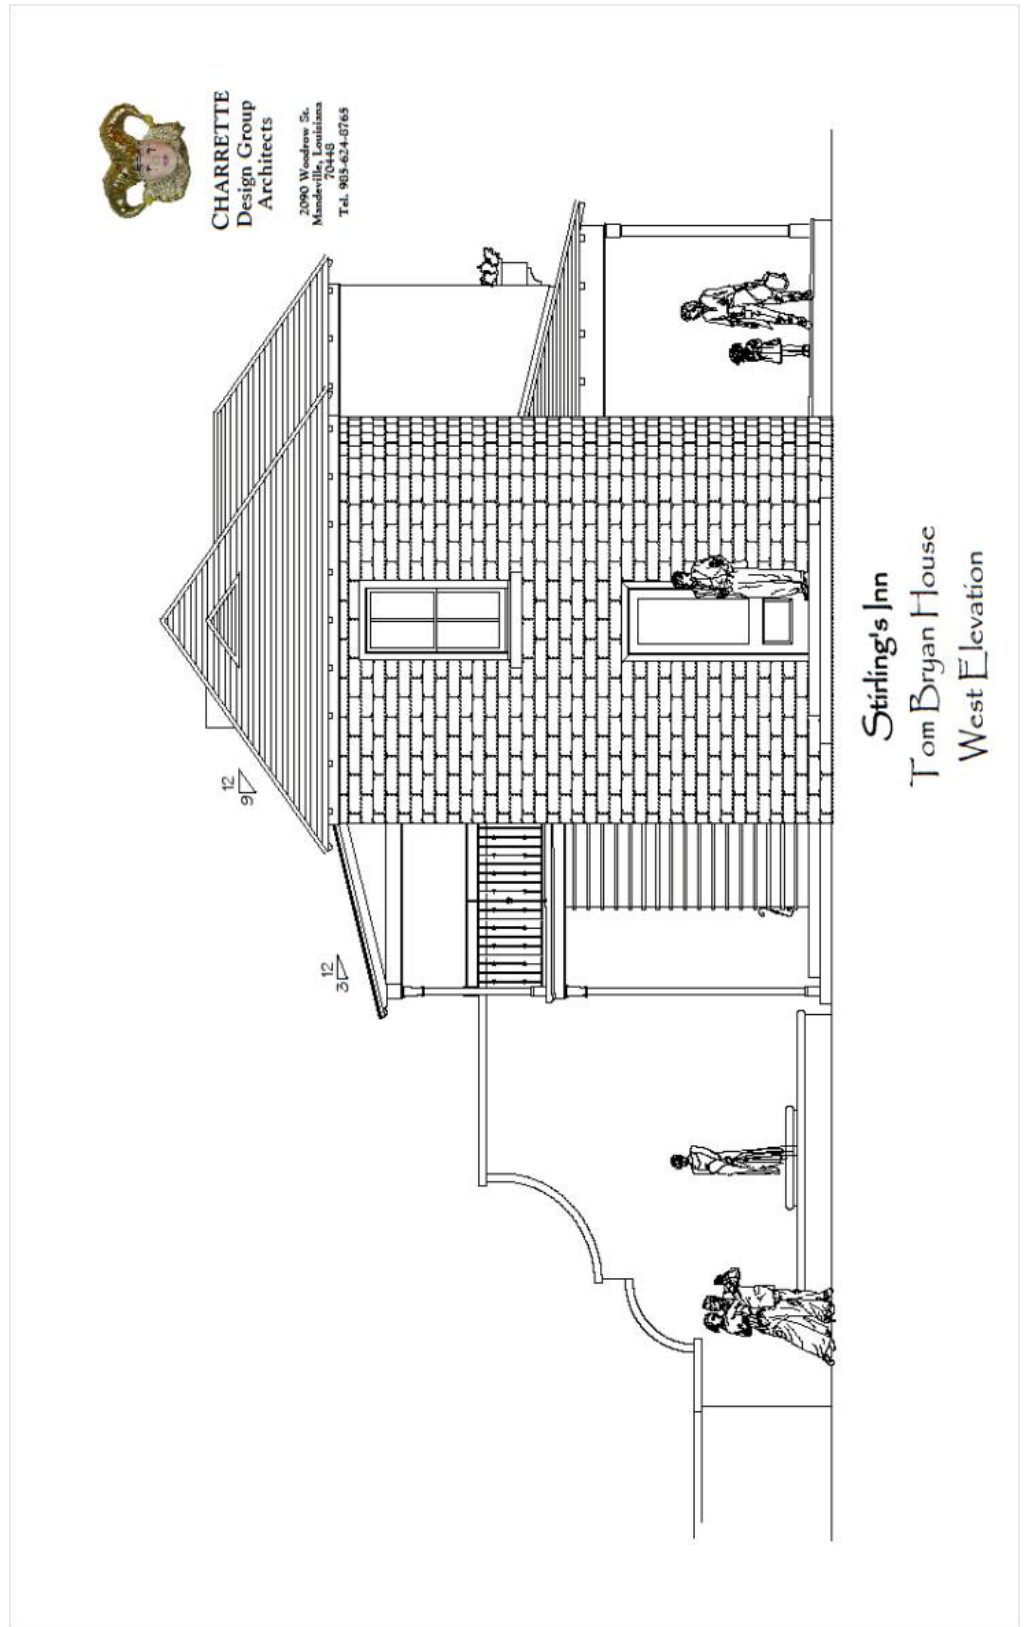 CHARRETTE
Design Group
Architects
2090 Woodrow St.
Mandeville, Louisiana
70448
Tel. 985-624-8765
12
9
12
3
Stirling's Inn
Tom Bryan House
West Elevation